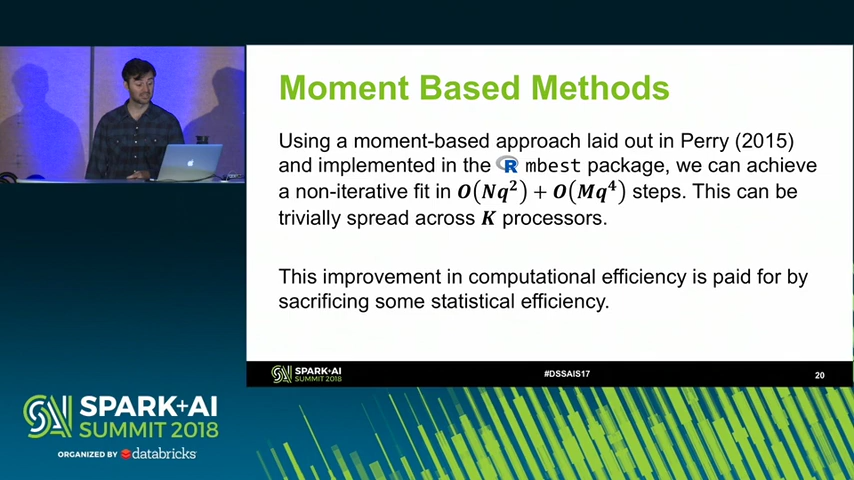 Moment Based Methods
Using a moment-based approach laid out in Perry (2015)
and implemented in the R mbest package, we can achieve
a non-iterative fit in O(Nq²) + O(Mq⁴) steps. This can be
trivially spread across K processors.
This improvement in computational efficiency is paid for by
sacrificing some statistical efficiency.
SPARK+AI
SUMMIT 2018
#DSSAIS17
20
SPARK+AI
SUMMIT 2018
ORGANIZED BY databricks